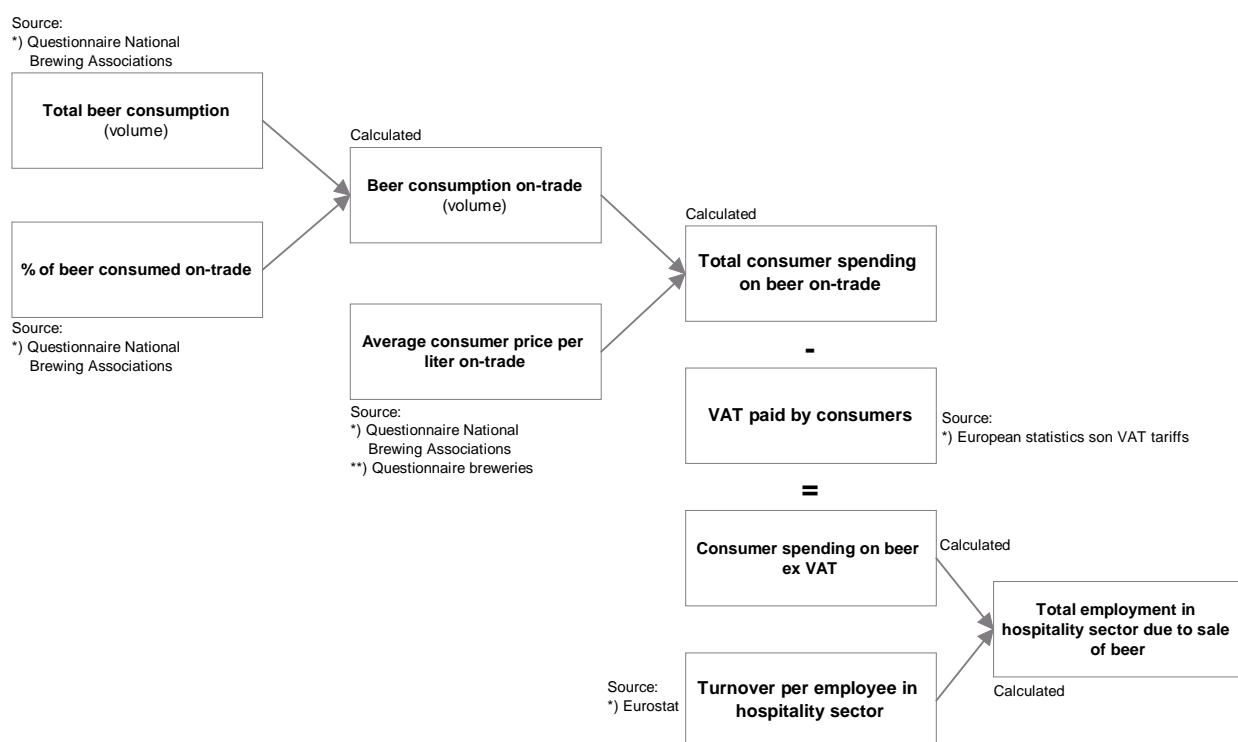 Source:
*) Questionnaire National
Brewing Associations
Total beer consumption
(volume)
Calculated
Beer consumption on-trade
(volume)
% of beer consumed on-trade
Source:
*) Questionnaire National
Brewing Associations
Calculated
Total consumer spending
on beer on-trade
Average consumer price per
liter on-trade
Source:
*) Questionnaire National
Brewing Associations
**) Questionnaire breweries
-
VAT paid by consumers
Source:
*) European statistics son VAT tariffs
=
Consumer spending on beer
ex VAT
Calculated
Total employment in
hospitality sector due to sale
of beer
Calculated
Source:
*) Eurostat
Turnover per employee in
hospitality sector